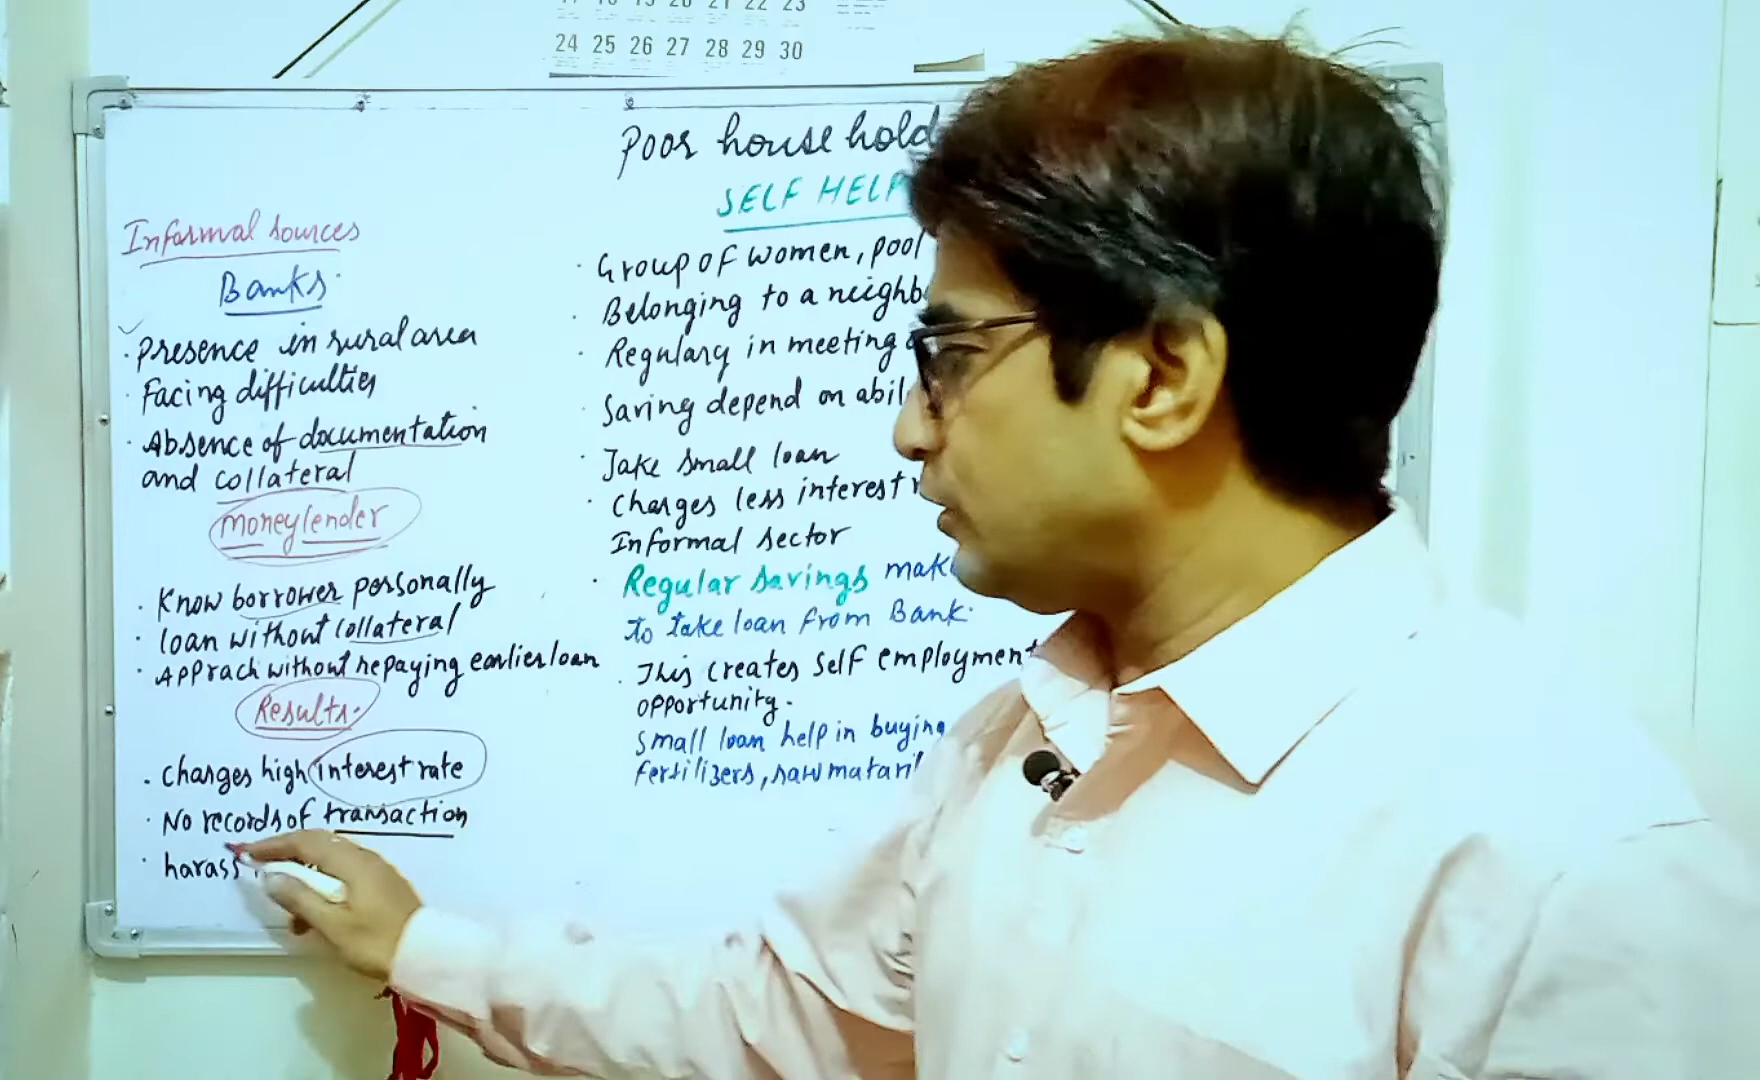 24 25 26 27 28 29 30
Poor household
SELF HELP
Informal sources
Banks.
· Presence in rural area
· Facing difficulties
· Absence of documentation
and collateral
Moneylender
· Know borrower personally
· loan without collateral
· Apprach without repaying earlier loan
Results.
· Charges high interest rate
· No records of transaction
· harass
· Group of women, pool
· Belonging to a neighb
· Regulary in meeting
· Saving depend on abil
· Take small loan
· Charges less interest
Informal sector
· Regular savings mak
to take loan from Bank.
· This creates self employment
opportunity.
Small loan help in buying
fertilizers, raw matari